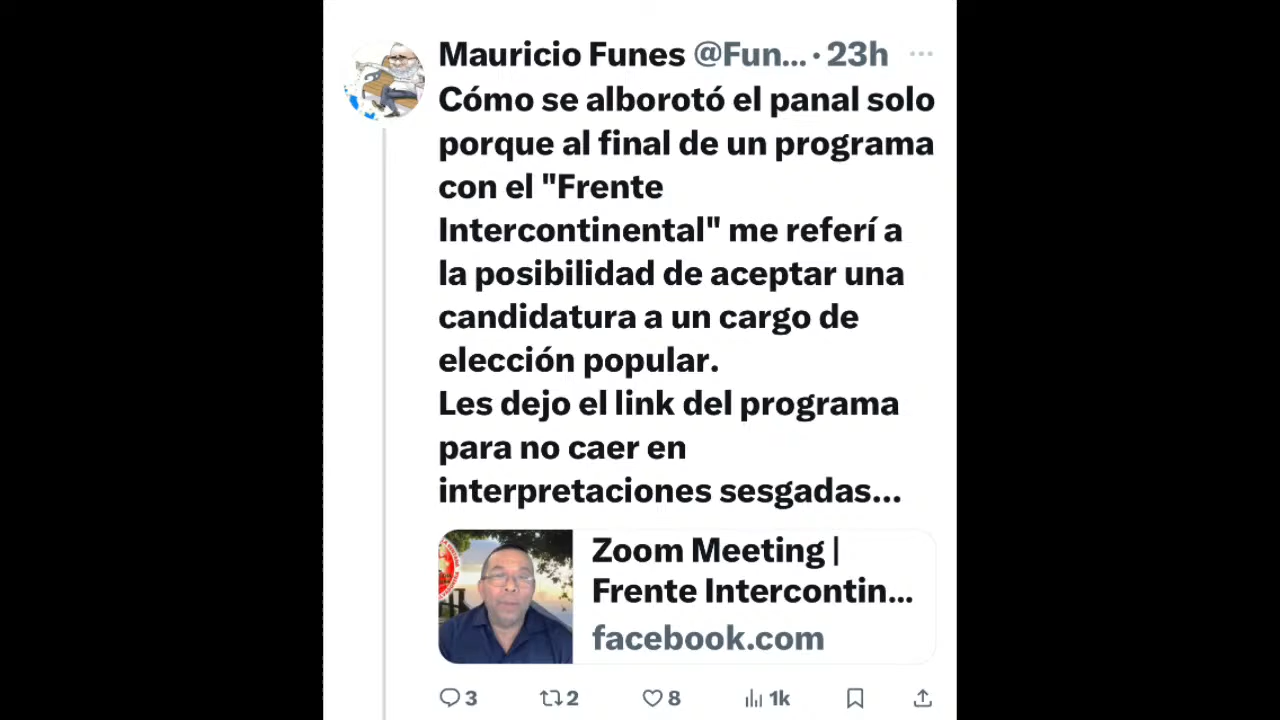 Mauricio Funes @Fun... · 23h
Cómo se alborotó el panal solo
porque al final de un programa
con el "Frente
Intercontinental" me referí a
la posibilidad de aceptar una
candidatura a un cargo de
elección popular.
Les dejo el link del programa
para no caer en
interpretaciones sesgadas...
Zoom Meeting |
Frente Intercontin...
facebook.com
3 2 8 1k